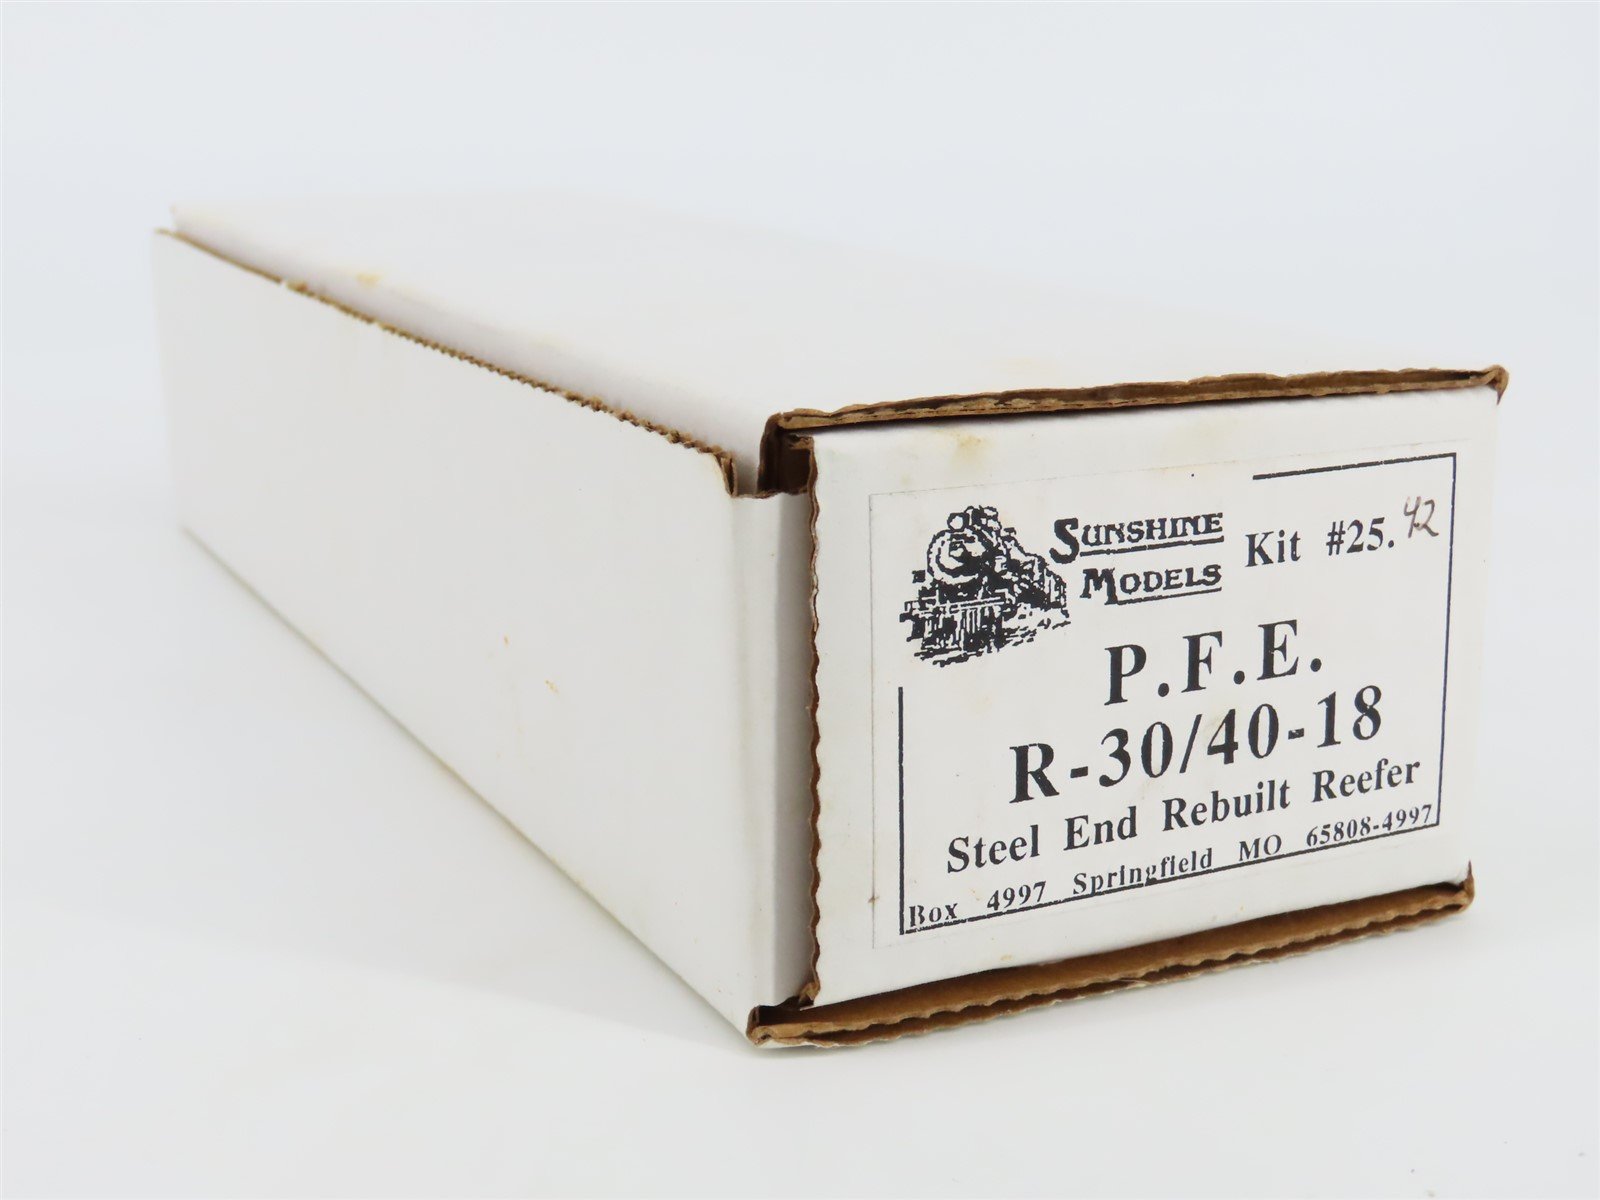 SUNSHINE
MODELS
Kit #25.42
P.F.E.
R-30/40-18
Steel End Rebuilt Reefer
Box 4997 Springfield MO 65808-4997